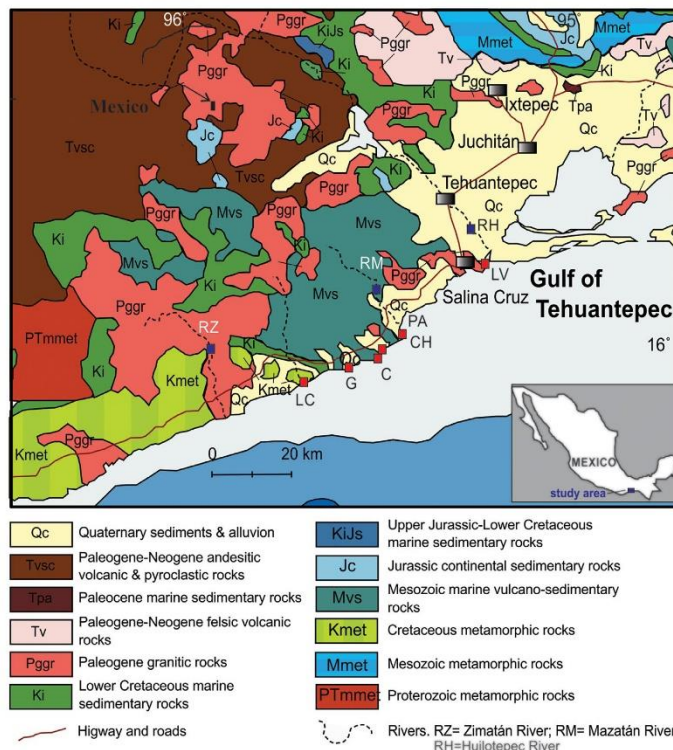 96°
95°
Ki
KiJs
Pggr
Tv
Mmet
Jc
Mmet
Tv
Ki
Pggr
Ki
Ki
Pggr
Ixtepec
Tpa
Mexico
Pggr
Jc
Ki
Qc
Tv
Jc
Juchitán
Tvsc
Qc
Ki
Pggr
Tvsc
Tehuantepec
Pggr
Qc
Pggr
Mvs
Pggr
RH
Ki
Ki
Mvs
RM
Pggr
LV
Mvs
Ki
Salina Cruz
Gulf of
Tehuantepec
Pggr
Qc
PTmmet
RZ
PA
CH
16°
Ki
Ki
Qc
C
Kmet
Kmet
G
Qc
LC
Pggr
Kmet
0
20 km
MEXICO
study area
Qc Quaternary sediments & alluvion
Tvsc Paleogene-Neogene andesitic
volcanic & pyroclastic rocks
Tpa Paleocene marine sedimentary rocks
Tv Paleogene-Neogene felsic volcanic
rocks
Pggr Paleogene granitic rocks
Ki Lower Cretaceous marine
sedimentary rocks
Higway and roads
KiJs Upper Jurassic-Lower Cretaceous
marine sedimentary rocks
Jc Jurassic continental sedimentary rocks
Mvs Mesozoic marine vulcano-sedimentary
rocks
Kmet Cretaceous metamorphic rocks
Mmet Mesozoic metamorphic rocks
PTmmet Proterozoic metamorphic rocks
Rivers. RZ= Zimatán River; RM= Mazatán River
RH=Huilotepec River